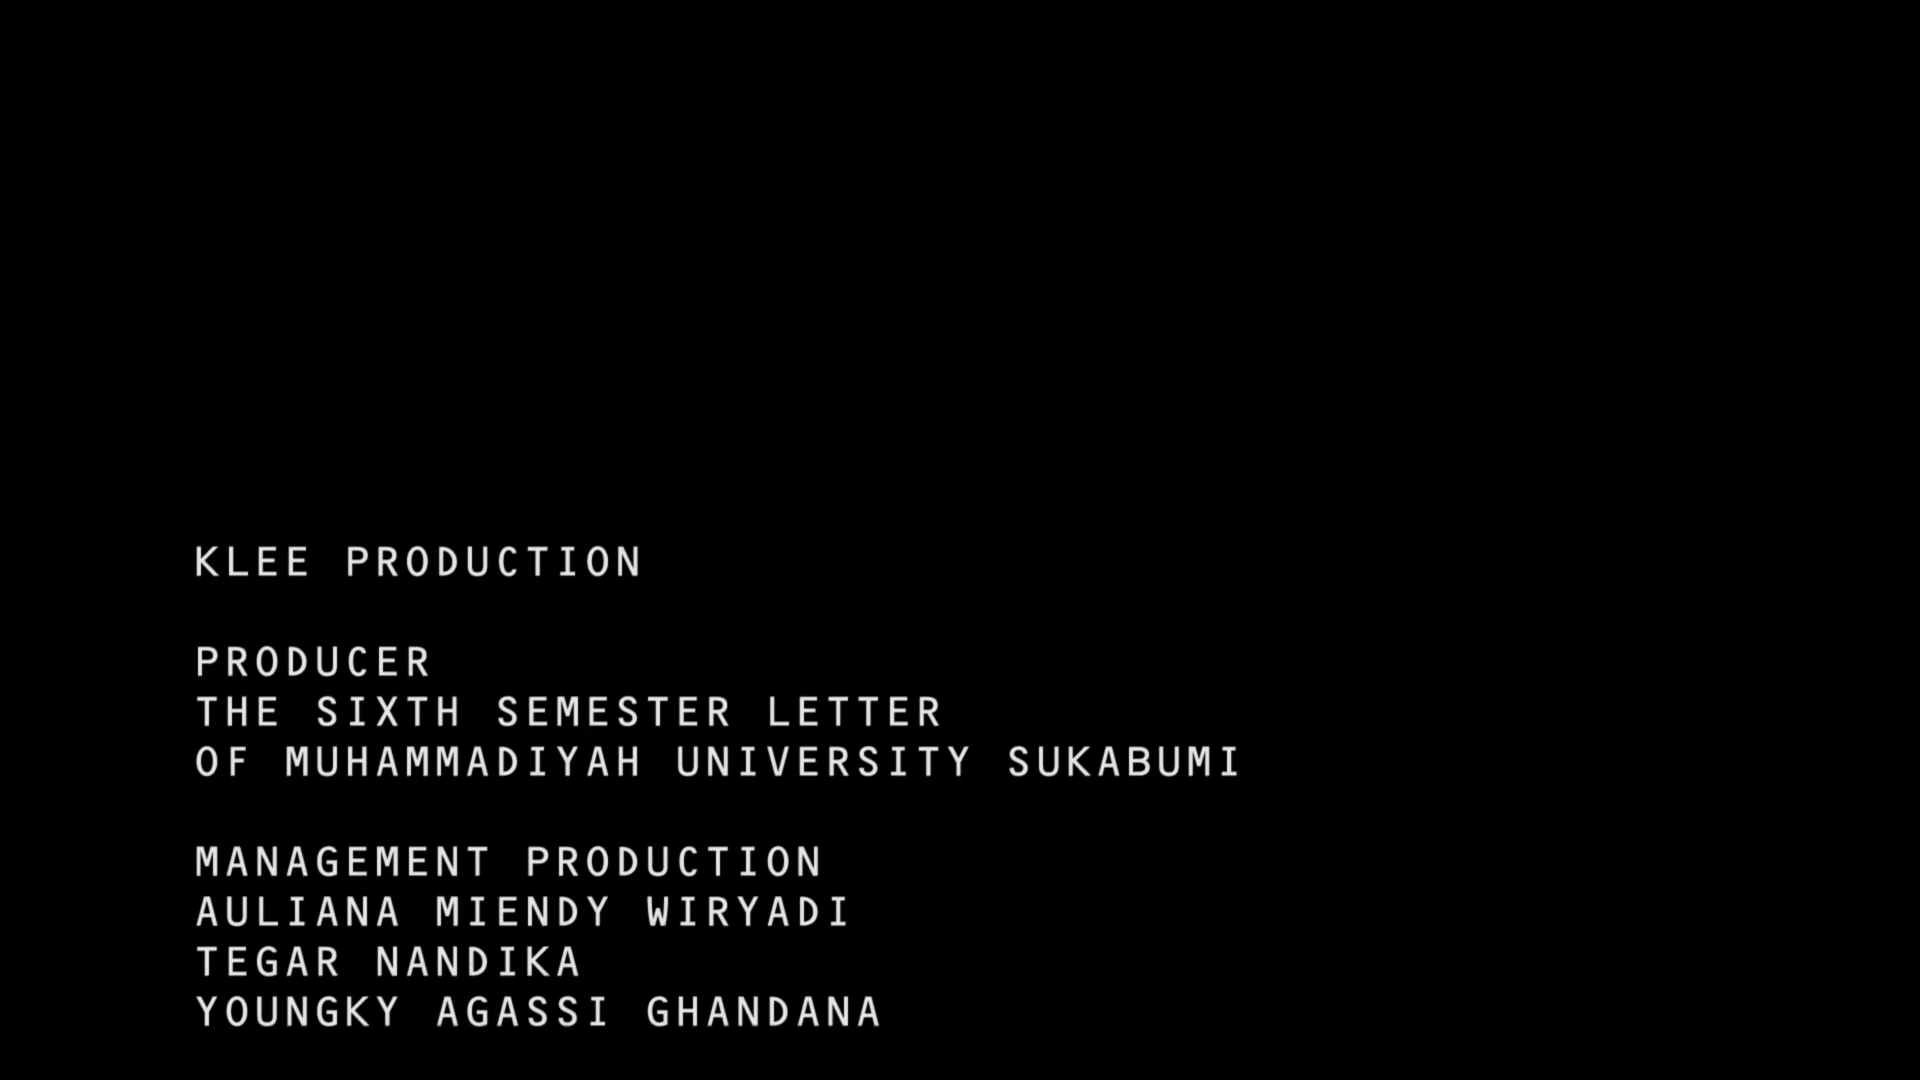 KLEE PRODUCTION
PRODUCER
THE SIXTH SEMESTER LETTER
OF MUHAMMADIYAH UNIVERSITY SUKABUMI
MANAGEMENT PRODUCTION
AULIANA MIENDY WIRYADI
TEGAR NANDIKA
YOUNGKY AGASSI GHANDANA